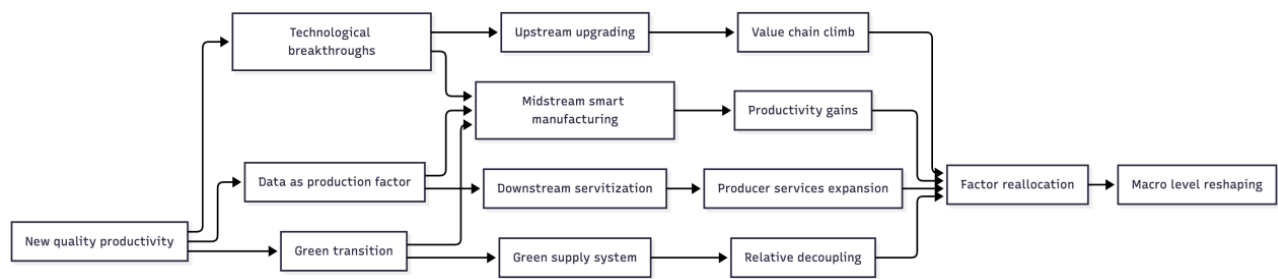 Technological
breakthroughs
Upstream upgrading
Value chain climb
Midstream smart
manufacturing
Productivity gains
Data as production factor
Downstream servitization
Producer services expansion
Factor reallocation
Macro level reshaping
New quality productivity
Green transition
Green supply system
Relative decoupling